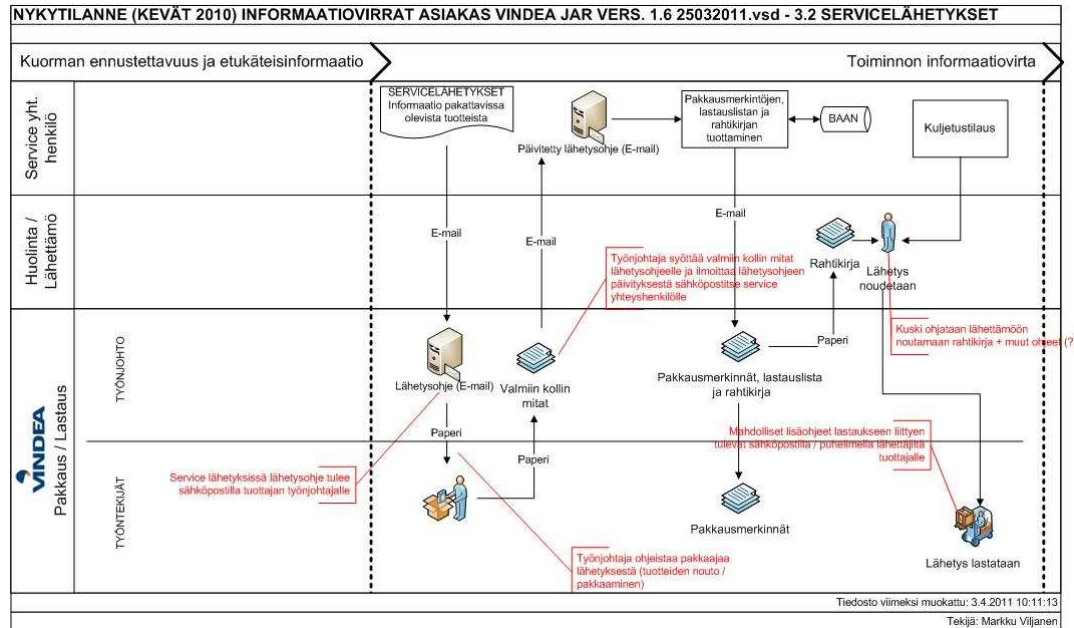 NYKYTILANNE (KEVÄT 2010) INFORMAATIOVIRRAT ASIAKAS VINDEA JAR VERS. 1.6 25032011.vsd - 3.2 SERVICELÄHETYKSET
Kuorman ennustettavuus ja etukäteisinformaatio
Toiminnon informaatiovirta
Service yht.
henkilö
SERVICELÄHETYKSET
Informaatio pakattavissa
olevista tuotteista
Päivitetty lähetysohje (E-mail)
Pakkausmerkintöjen,
lastauslistan ja
rahtikirjan
tuottaminen
BAAN
Kuljetustilaus
Huolinta /
Lähettämö
E-mail
E-mail
E-mail
Työnjohtaja syöttää valmiin kollin mitat
lähetysohjeelle ja ilmoittaa lähetysohjeen
päivityksestä sähköpostitse service
yhteyshenkilölle
Rahtikirja
Lähetys
noudetaan
VINDEA
Pakkaus / Lastaus
TYÖNJOHTO
Lähetysohje (E-mail)
Valmiin kollin
mitat
Pakkausmerkinnät, lastauslista
ja rahtikirja
Paperi
Kuski ohjataan lähettämöön
noutamaan rahtikirja + muut ohjeet (?
Paperi
Paperi
Mahdolliset lisäohjeet lastaukseen liittyen
tulevat sähköpostilla / puhelimella lähettäjiltä
tuottajalle
Service lähetyksissä lähetysohje tulee
sähköpostilla tuottajan työnjohtajalle
TYÖNTEKIJÄT
Pakkausmerkinnät
Työnjohtaja ohjeistaa pakkaajaa
lähetyksestä (tuotteiden nouto /
pakkaaminen)
Lähetys lastataan
Tiedosto viimeksi muokattu: 3.4.2011 10:11:13
Tekijä: Markku Viljanen